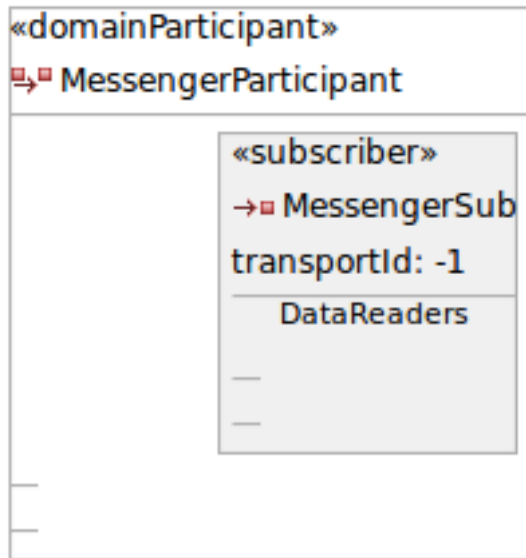 «domainParticipant»
MessengerParticipant
«subscriber»
MessengerSub
transportId: -1
DataReaders